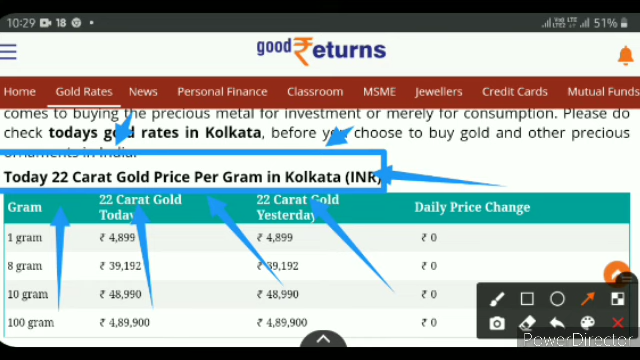 10:29 18 51%
good returns
Home Gold Rates News Personal Finance Classroom MSME Jewellers Credit Cards Mutual Funds
comes to buying the precious metal for investment or merely for consumption. Please do
check todays gold rates in Kolkata, before you choose to buy gold and other precious
ornaments in India.
Today 22 Carat Gold Price Per Gram in Kolkata (INR)
Gram 22 Carat Gold Today 22 Carat Gold Yesterday Daily Price Change
1 gram ₹ 4,899 ₹ 4,899 ₹ 0
8 gram ₹ 39,192 ₹ 39,192 ₹ 0
10 gram ₹ 48,990 ₹ 48,990 ₹ 0
100 gram ₹ 4,89,900 ₹ 4,89,900 ₹ 0
PowerDirector